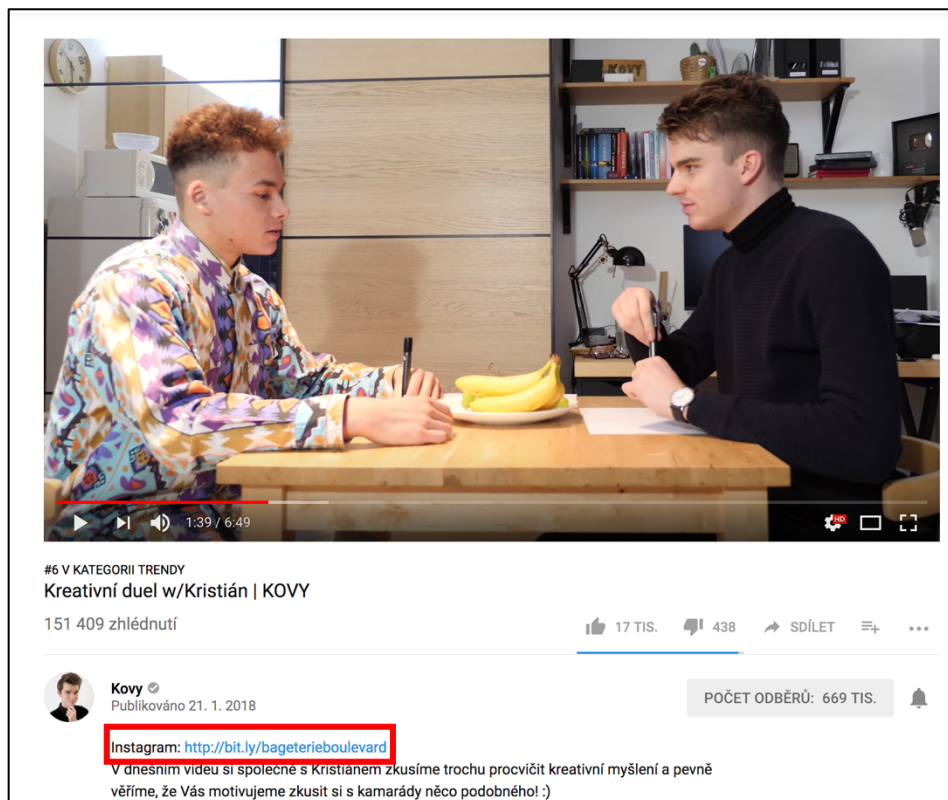 KOVY
1:39 / 6:49
HD
#6 V KATEGORII TRENDY
Kreativní duel w/Kristián | KOVY
151 409 zhlédnutí
17 TIS. 438 SDÍLET
Kovy
Publikováno 21. 1. 2018
POČET ODBĚRŮ: 669 TIS.
Instagram: http://bit.ly/bageterieboulevard
V dnešním videu si společně s Kristiánem zkusíme trochu procvičit kreativní myšlení a pevně
věříme, že Vás motivujeme zkusit si s kamarády něco podobného! :)